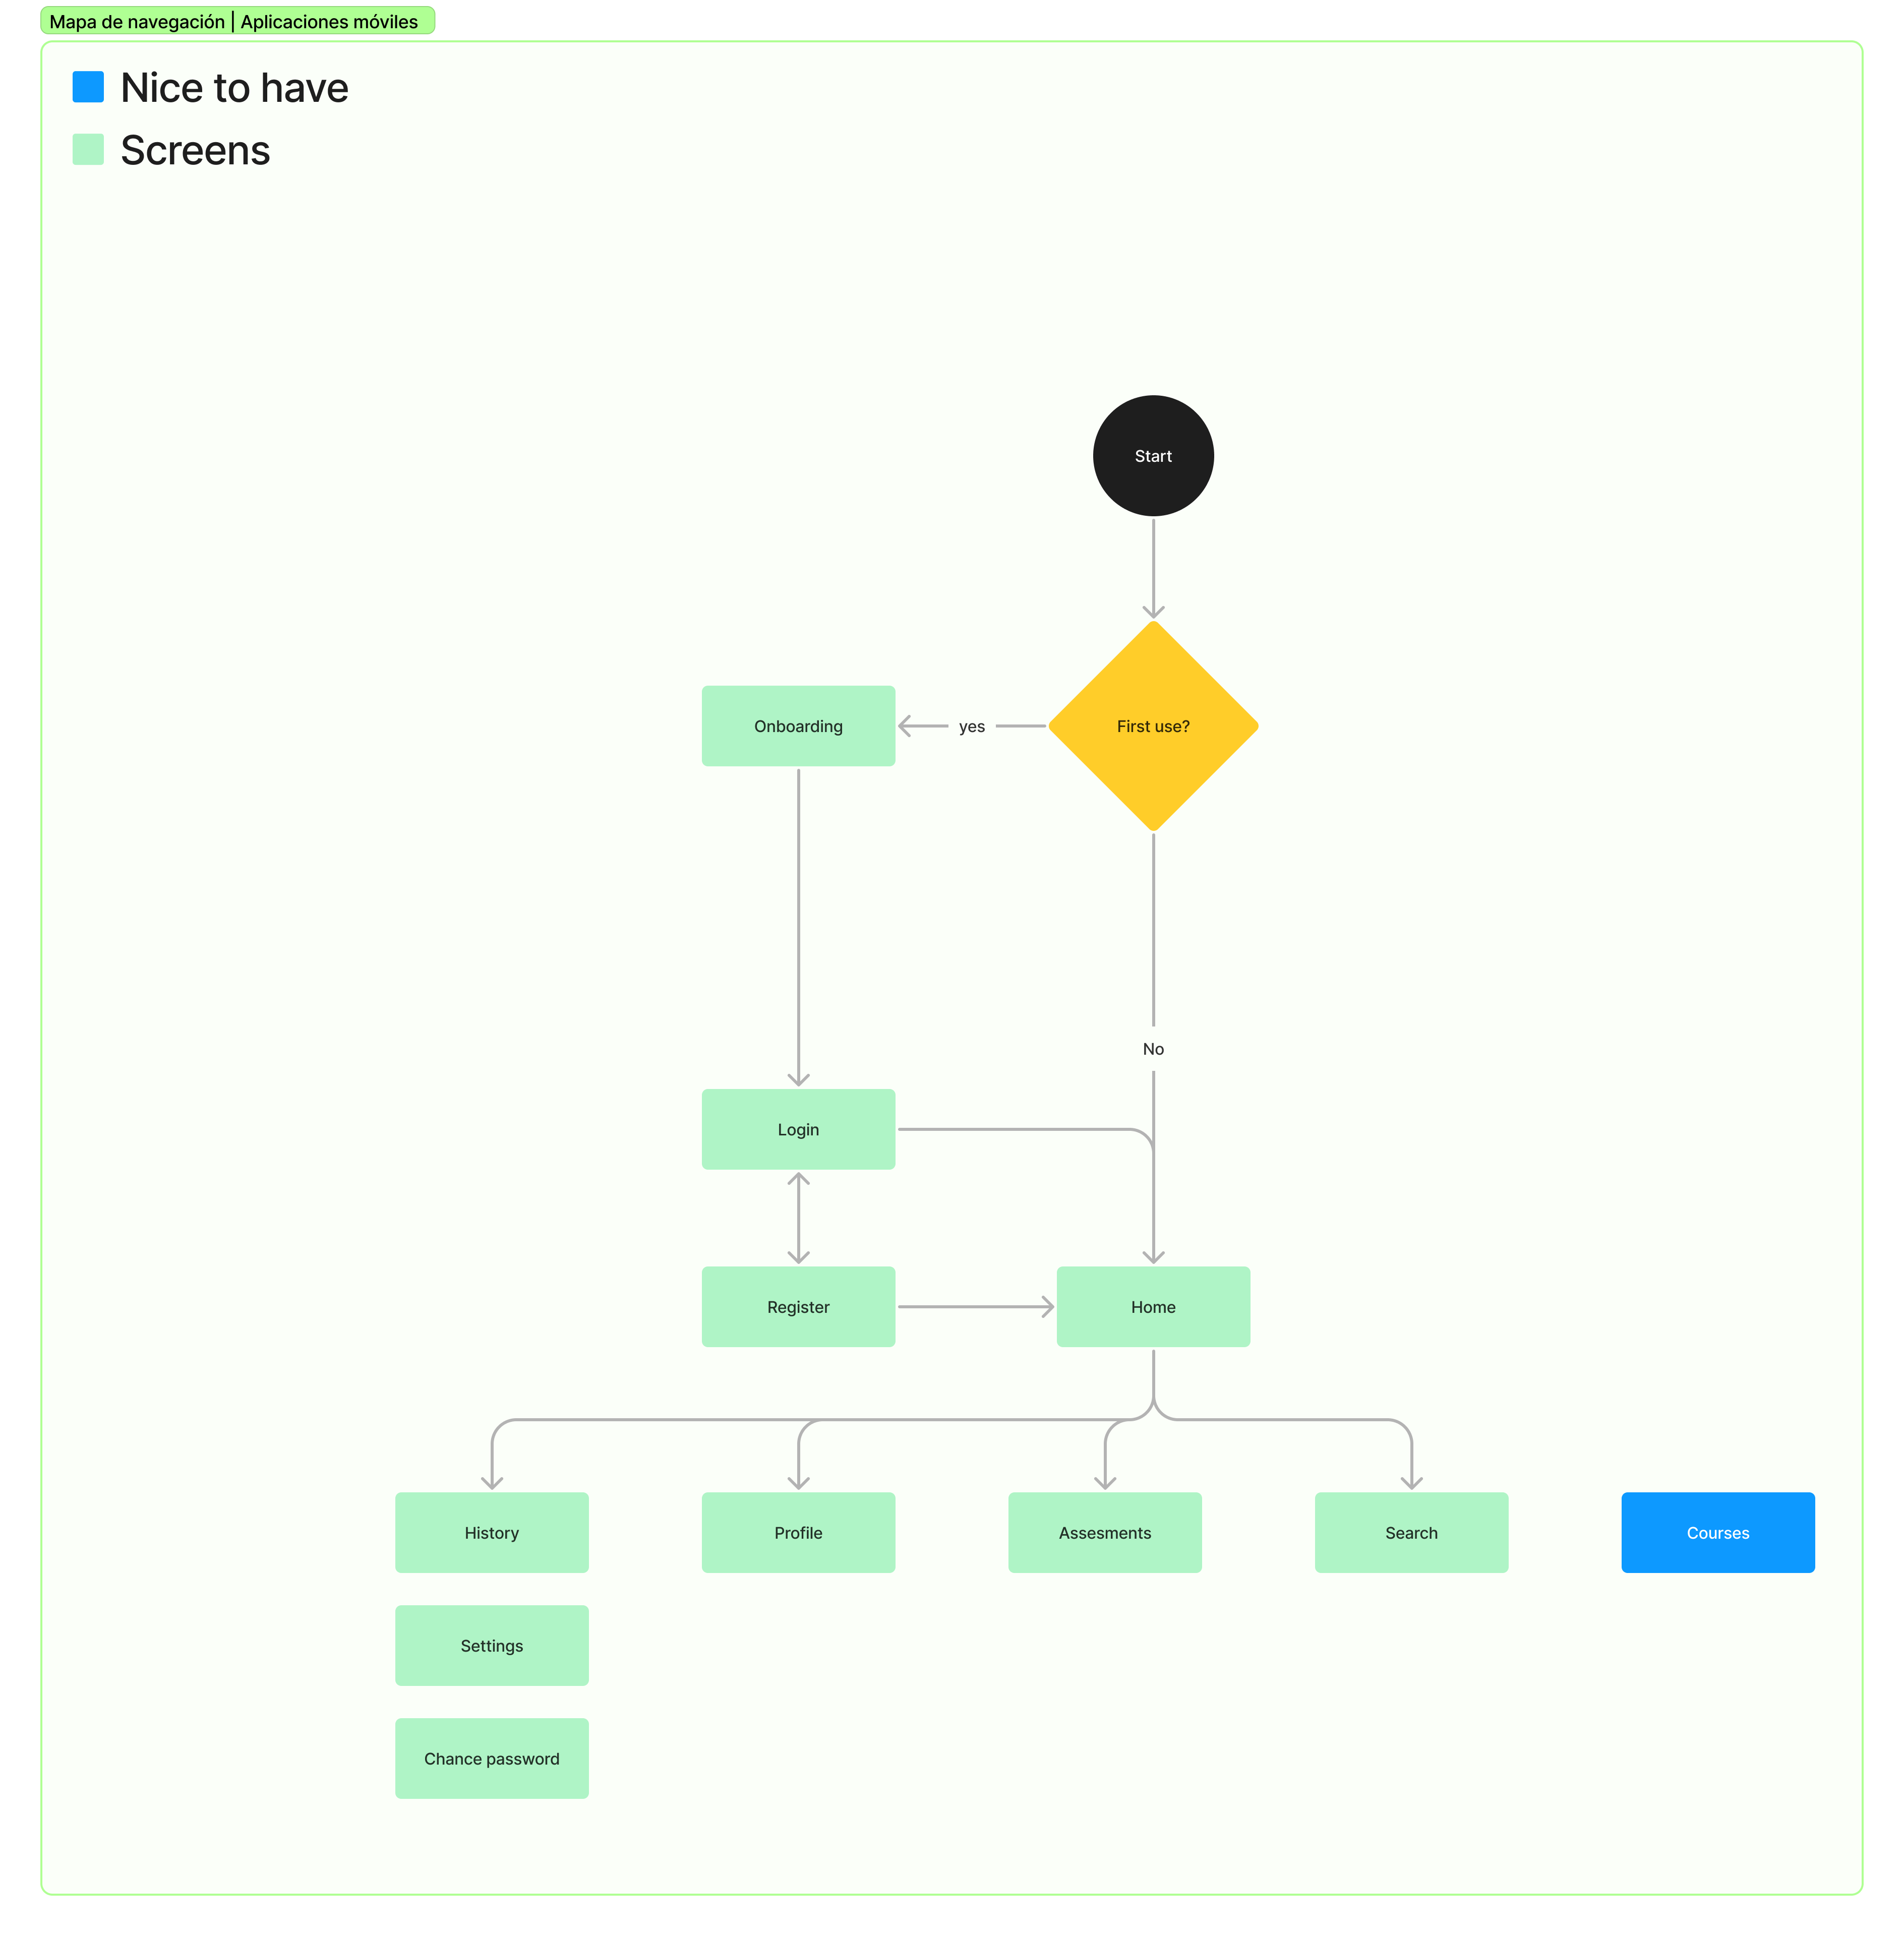 Mapa de navegación | Aplicaciones móviles
Nice to have
Screens
Start
First use?
yes
Onboarding
No
Login
Register
Home
History
Profile
Assesments
Search
Courses
Settings
Chance password